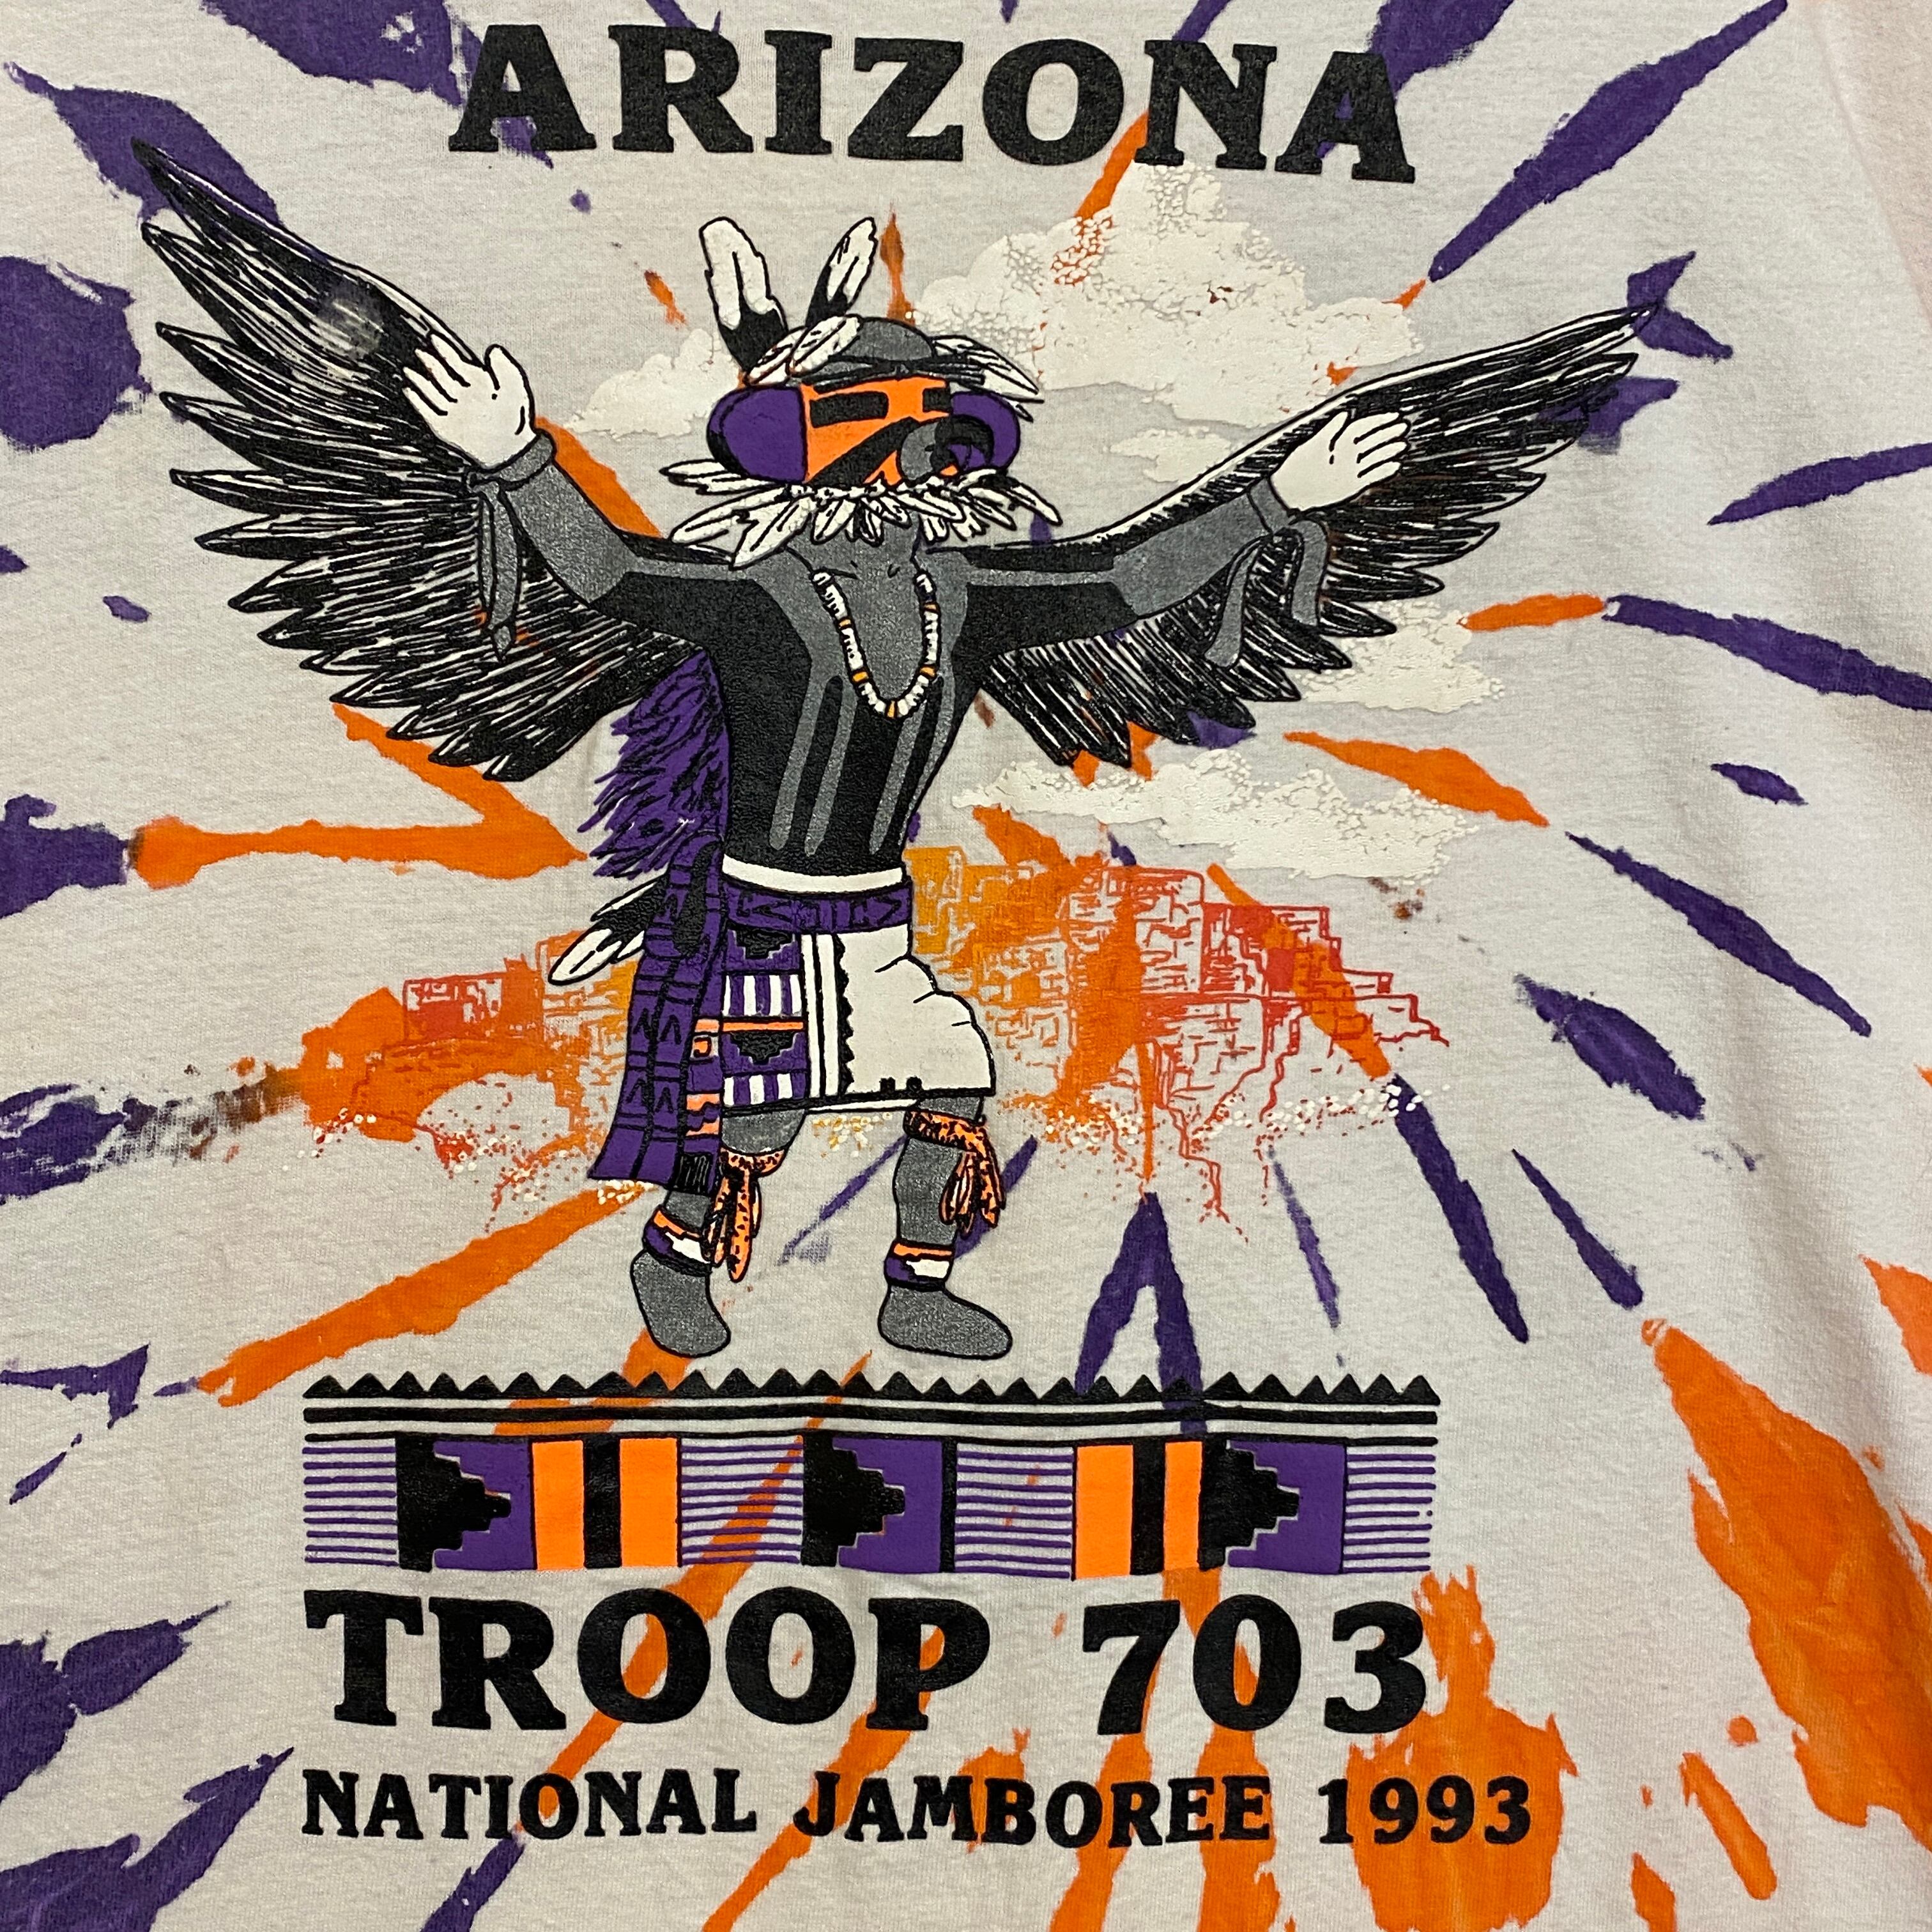 ARIZONA
TROOP 703
NATIONAL JAMBOREE 1993